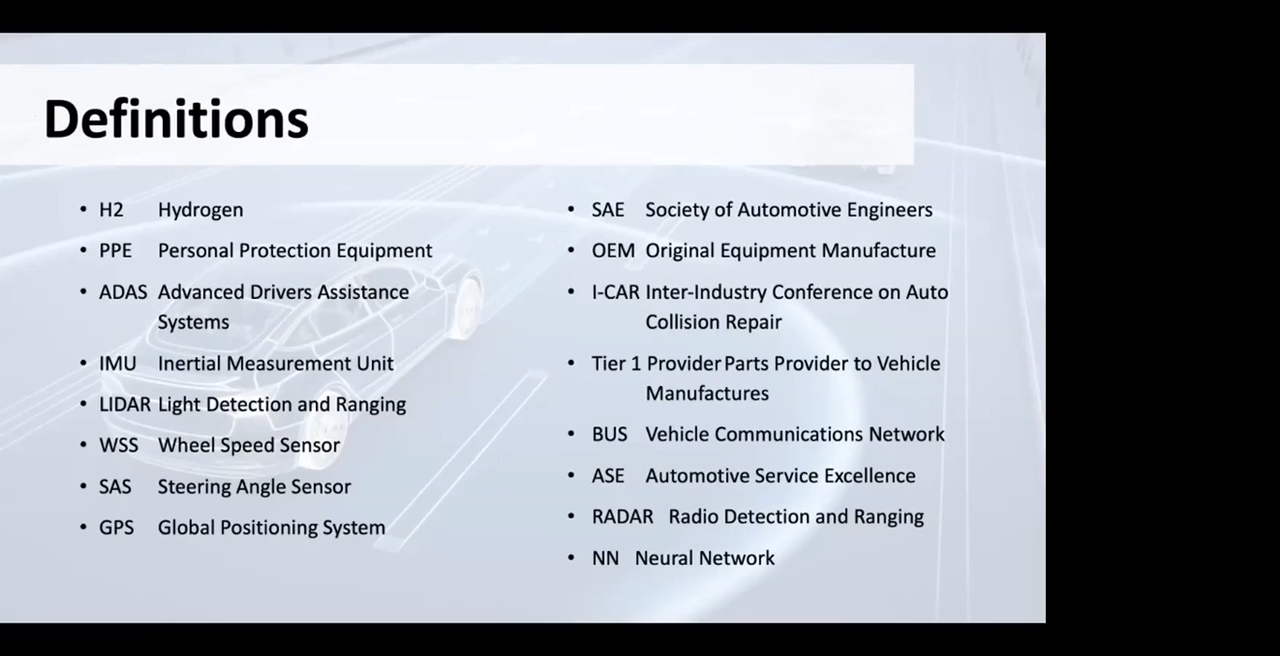 Definitions
• H2 Hydrogen
• PPE Personal Protection Equipment
• ADAS Advanced Drivers Assistance
Systems
• IMU Inertial Measurement Unit
• LIDAR Light Detection and Ranging
• WSS Wheel Speed Sensor
• SAS Steering Angle Sensor
• GPS Global Positioning System
• SAE Society of Automotive Engineers
• OEM Original Equipment Manufacture
• I-CAR Inter-Industry Conference on Auto
Collision Repair
• Tier 1 Provider Parts Provider to Vehicle
Manufactures
• BUS Vehicle Communications Network
• ASE Automotive Service Excellence
• RADAR Radio Detection and Ranging
• NN Neural Network